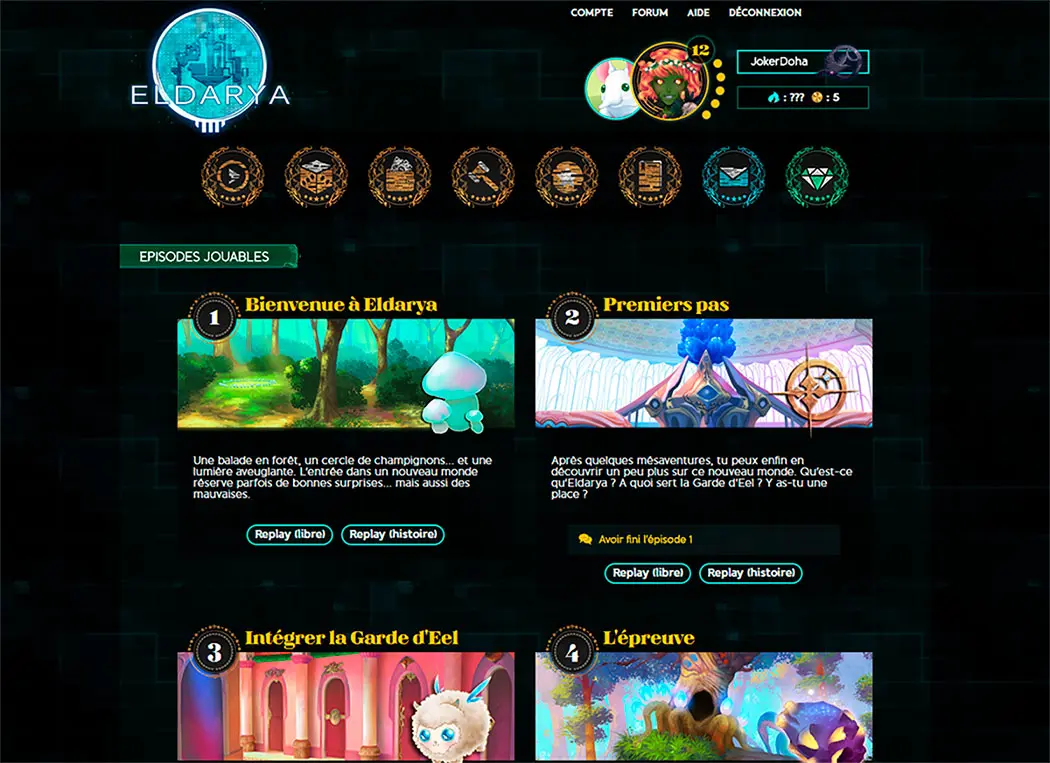 COMPTE FORUM AIDE DÉCONNEXION
ELDARYA
12
JokerDoha
: ??? : 5
EPISODES JOUABLES
1 Bienvenue à Eldarya
Une balade en forêt, un cercle de champignons... et une
lumière aveuglante. L'entrée dans un nouveau monde
réserve parfois de bonnes surprises... mais aussi des
mauvaises.
Replay (libre) Replay (histoire)
2 Premiers pas
Après quelques mésaventures, tu peux enfin en
découvrir un peu plus sur ce nouveau monde. Qu'est-ce
qu'Eldarya ? A quoi sert la Garde d'Eel ? Y as-tu une
place ?
Avoir fini l'épisode 1
Replay (libre) Replay (histoire)
3 Intégrer la Garde d'Eel
4 L'épreuve